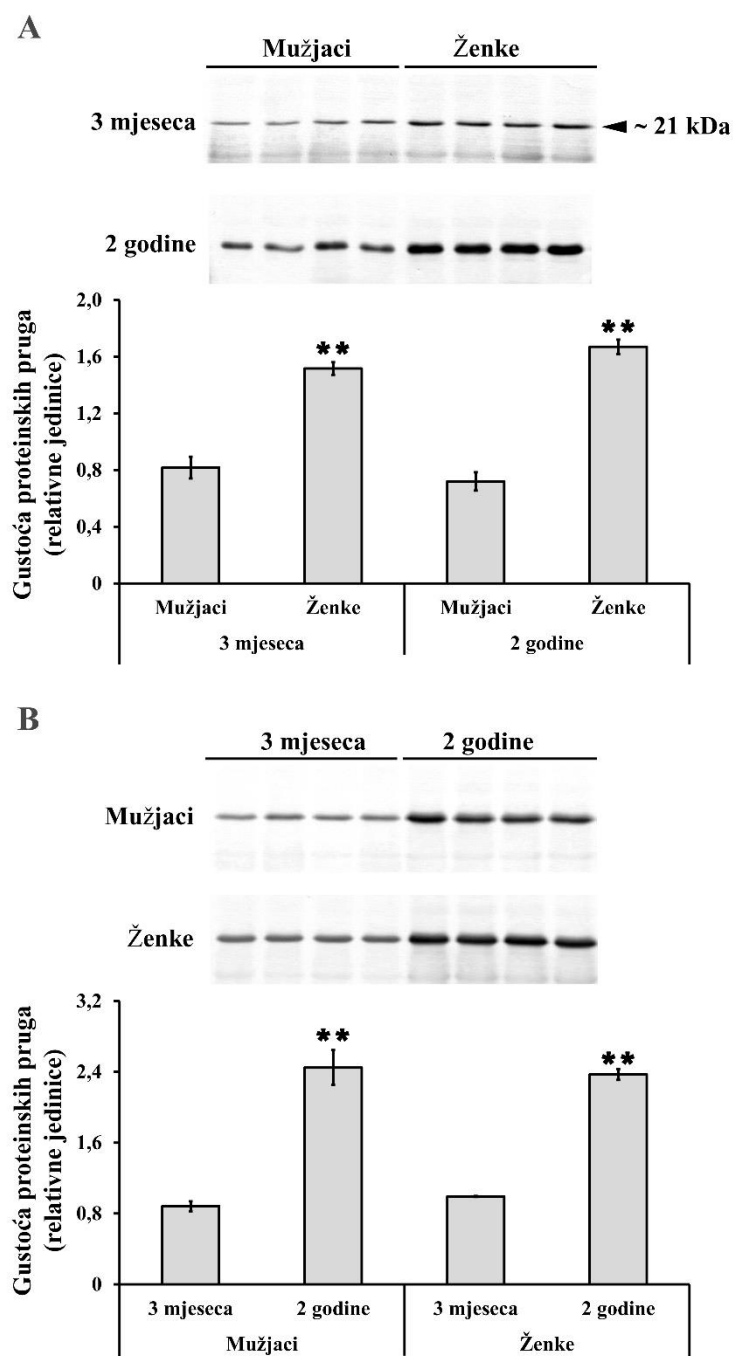 A
Mužjaci Ženke
3 mjeseca ~ 21 kDa
2 godine
Gustoća proteinskih pruga
(relativne jedinice)
2,0
1,6
1,2
0,8
0,4
0
** **
Mužjaci Ženke Mužjaci Ženke
3 mjeseca 2 godine
B
3 mjeseca 2 godine
Mužjaci
Ženke
Gustoća proteinskih pruga
(relativne jedinice)
3,2
2,4
1,6
0,8
0
** **
3 mjeseca 2 godine 3 mjeseca 2 godine
Mužjaci Ženke